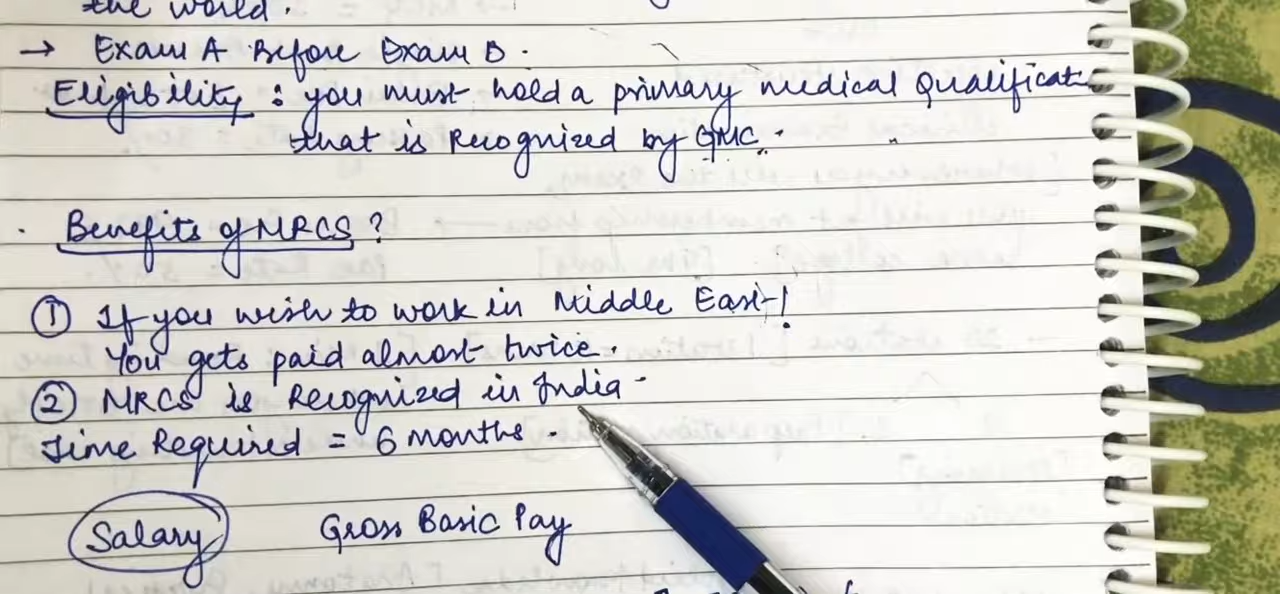 the world.
→ Exam A Before Exam B.
Eligibility : you must hold a primary medical Qualificat
that is Recognized by GMC.
. Benefits of MRCS ?
① If you wish to work in Middle East!
You gets paid almost twice.
② MRCS is Recognized in India -
Time Required = 6 months.
Salary Gross Basic Pay